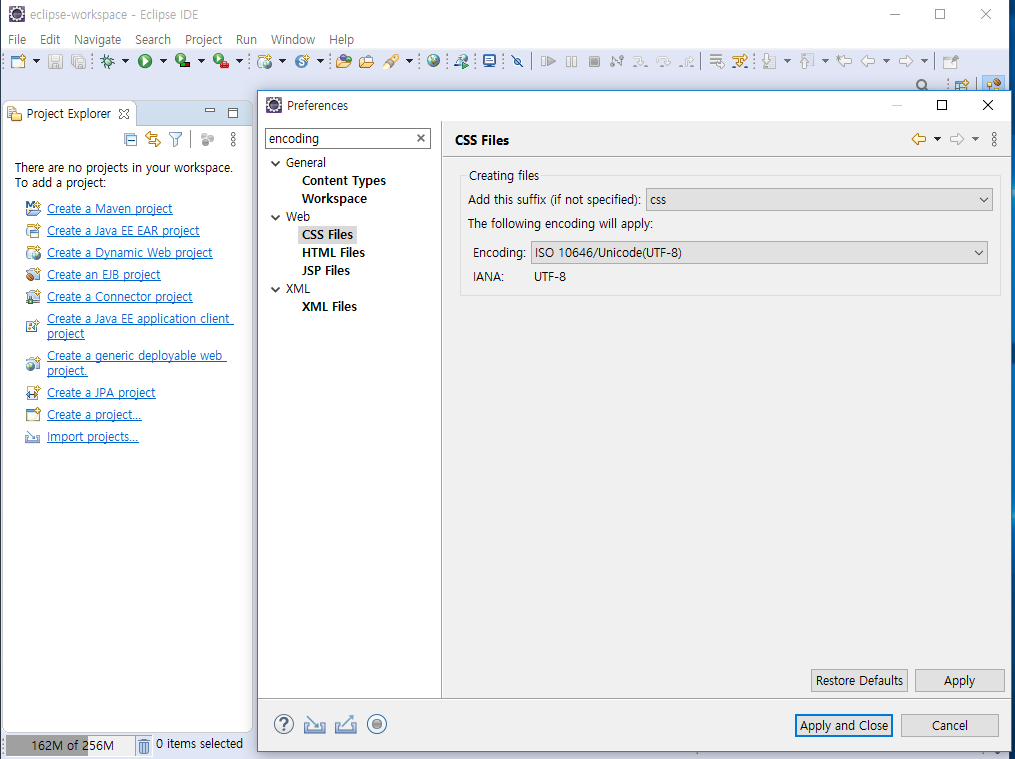 eclipse-workspace - Eclipse IDE
File Edit Navigate Search Project Run Window Help
Project Explorer
There are no projects in your workspace.
To add a project:
Create a Maven project
Create a Java EE EAR project
Create a Dynamic Web project
Create an EJB project
Create a Connector project
Create a Java EE application client
project
Create a generic deployable web
project.
Create a JPA project
Create a project...
Import projects...
162M of 256M
0 items selected
Preferences
encoding
General
Content Types
Workspace
Web
CSS Files
HTML Files
JSP Files
XML
XML Files
CSS Files
Creating files
Add this suffix (if not specified): css
The following encoding will apply:
Encoding: ISO 10646/Unicode(UTF-8)
IANA: UTF-8
Restore Defaults Apply
Apply and Close Cancel